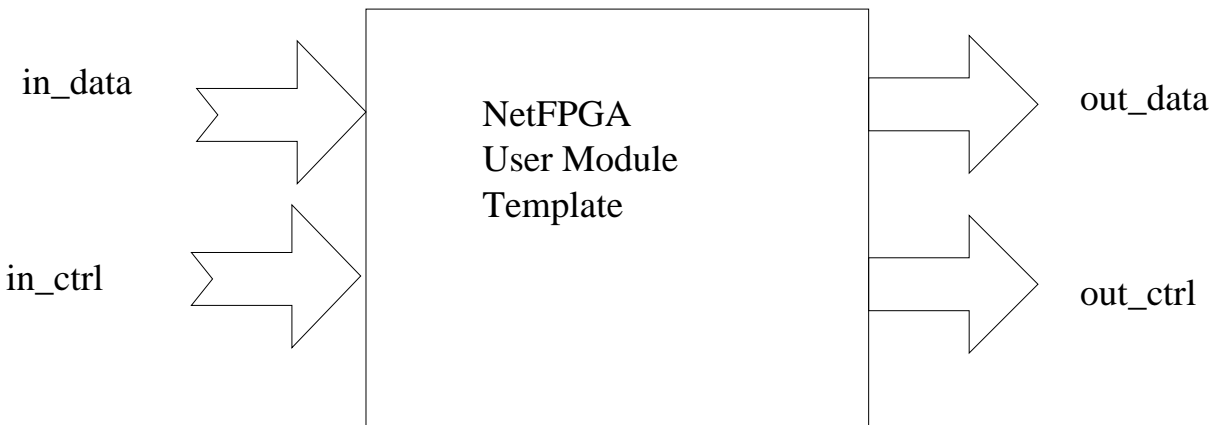 in_data
NetFPGA
User Module
Template
out_data
in_ctrl
out_ctrl